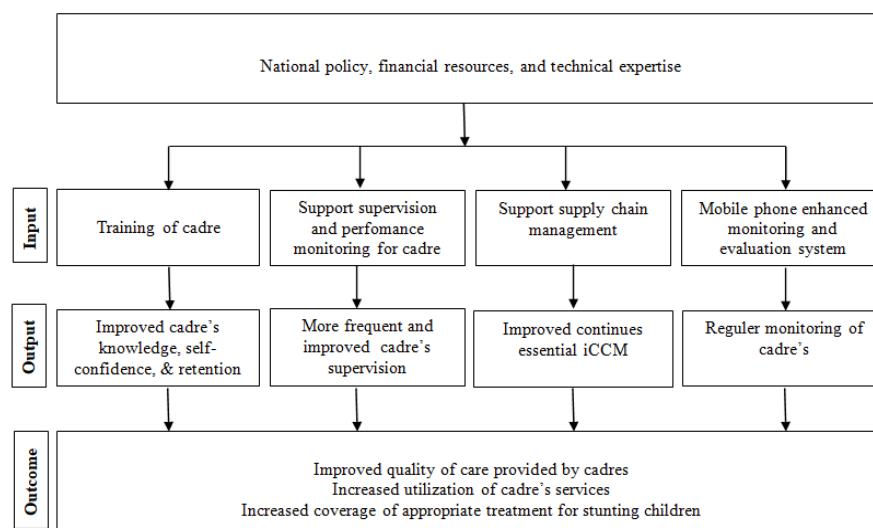 National policy, financial resources, and technical expertise
Input
Training of cadre
Support supervision
and perfomance
monitoring for cadre
Support supply chain
management
Mobile phone enhanced
monitoring and
evaluation system
Output
Improved cadre's
knowledge, self-
confidence, & retention
More frequent and
improved cadre's
supervision
Improved continues
essential iCCM
Reguler monitoring of
cadre's
Outcome
Improved quality of care provided by cadres
Increased utilization of cadre's services
Increased coverage of appropriate treatment for stunting children